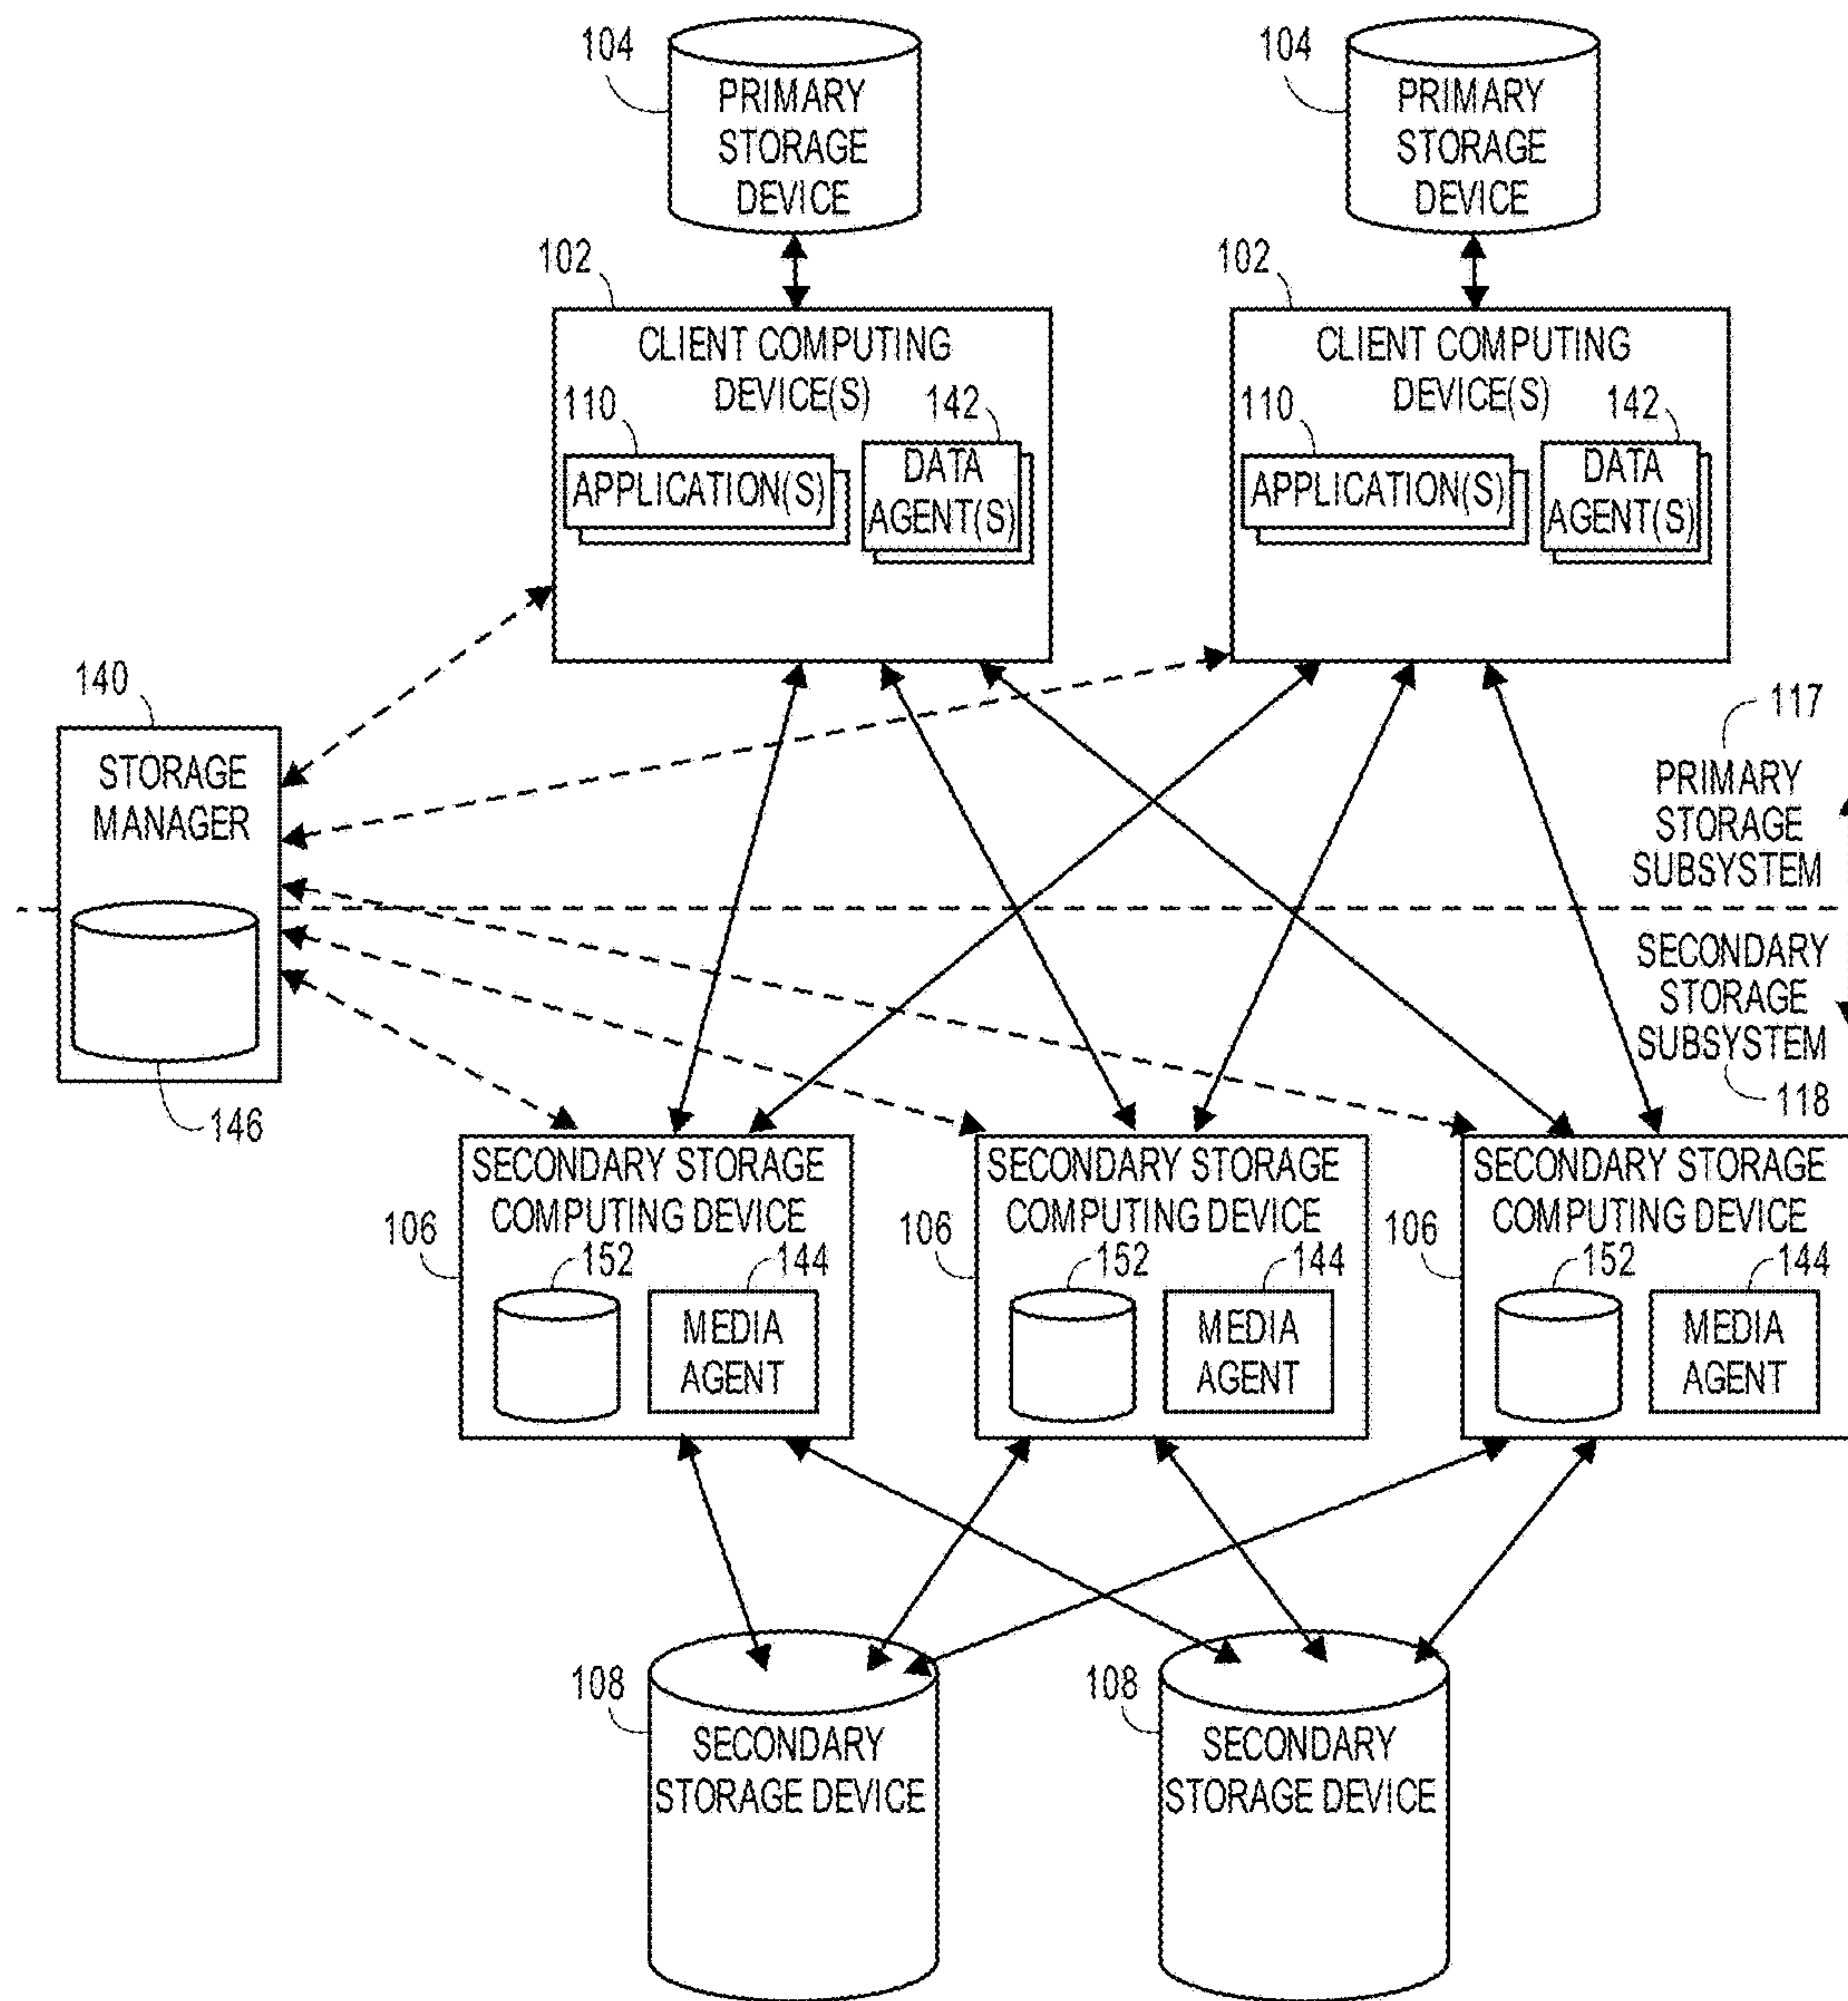 104
PRIMARY
STORAGE
DEVICE
104
PRIMARY
STORAGE
DEVICE
102
CLIENT COMPUTING
DEVICE(S)
110
142
APPLICATION(S)
DATA
AGENT(S)
102
CLIENT COMPUTING
DEVICE(S)
110
142
APPLICATION(S)
DATA
AGENT(S)
140
STORAGE
MANAGER
146
117
PRIMARY
STORAGE
SUBSYSTEM
SECONDARY
STORAGE
SUBSYSTEM
118
106
SECONDARY STORAGE
COMPUTING DEVICE
152
144
MEDIA
AGENT
106
SECONDARY STORAGE
COMPUTING DEVICE
152
144
MEDIA
AGENT
106
SECONDARY STORAGE
COMPUTING DEVICE
152
144
MEDIA
AGENT
108
SECONDARY
STORAGE DEVICE
108
SECONDARY
STORAGE DEVICE